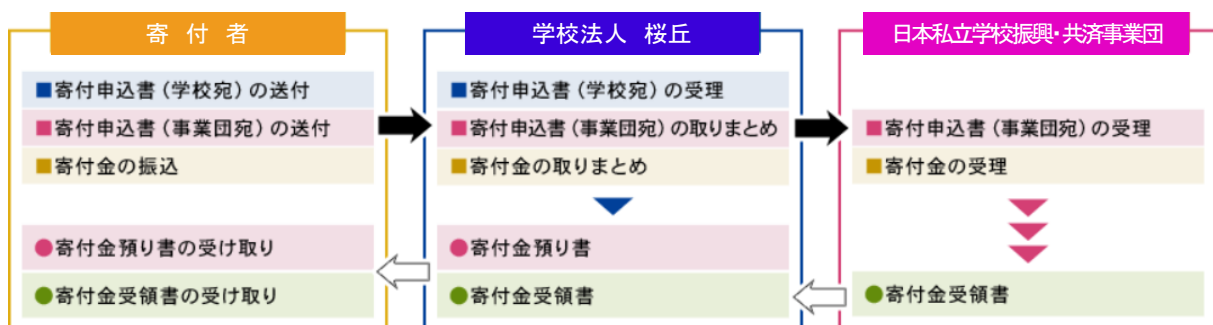 寄 付 者
■寄付申込書(学校宛)の送付
■寄付申込書(事業団宛)の送付
■寄付金の振込
●寄付金預り書の受け取り
●寄付金受領書の受け取り
学校法人 桜丘
■寄付申込書(学校宛)の受理
■寄付申込書(事業団宛)の取りまとめ
■寄付金の取りまとめ
●寄付金預り書
●寄付金受領書
日本私立学校振興・共済事業団
■寄付申込書(事業団宛)の受理
■寄付金の受理
●寄付金受領書